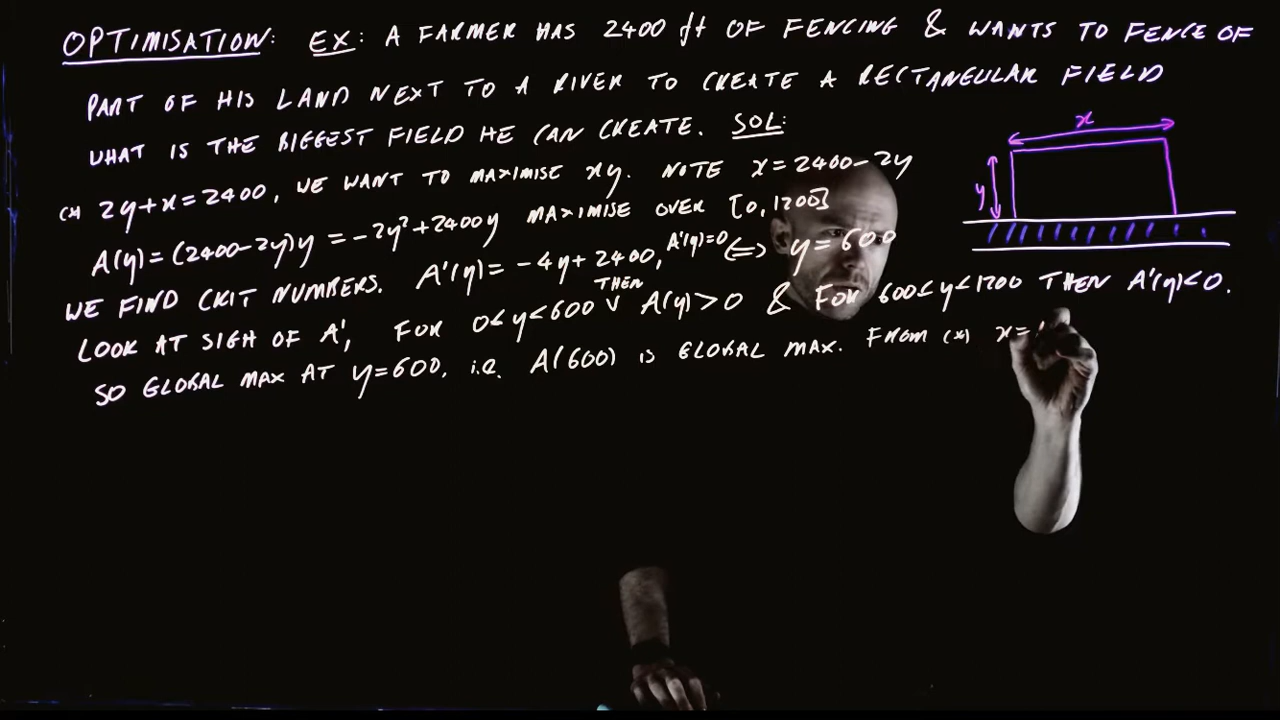 OPTIMISATION: EX: A FARMER HAS 2400 ft OF FENCING & WANTS TO FENCE OF
PART OF HIS LAND NEXT TO A RIVER TO CREATE A RECTANGULAR FIELD
WHAT IS THE BIGGEST FIELD HE CAN CREATE. SOL:
x
y
(*) 2y+x=2400, WE WANT TO MAXIMISE xy. NOTE x=2400-2y
A(y)=(2400-2y)y=-2y²+2400y MAXIMISE OVER [0,1200]
WE FIND CRIT NUMBERS. A'(y)=-4y+2400, A'(y)=0 ⇔ y=600
LOOK AT SIGN OF A', FOR 0<y<600 THEN A(y)>0 & FOR 600<y<1200 THEN A'(y)<0.
SO GLOBAL MAX AT y=600, i.e. A(600) IS GLOBAL MAX. FROM (*) x=